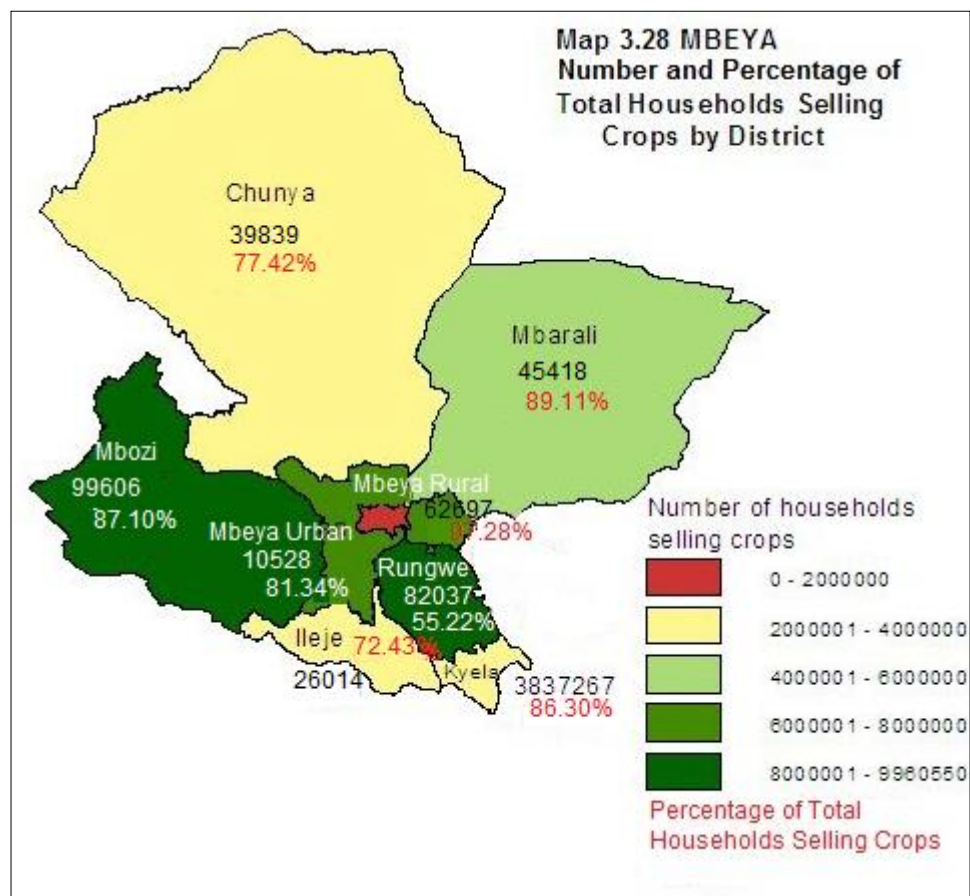 Map 3.28 MBEYA
Number and Percentage of
Total Households Selling
Crops by District
Chunya
39839
77.42%
Mbarali
45418
89.11%
Mbozi
99606
87.10%
Mbeya Rural
62697
Mbeya Urban
10528
81.34%
Rungwe
82037
55.22%
Ileje
72.43%
26014
Kyela
3837267
86.30%
Number of households
selling crops
0 - 2000000
2000001 - 4000000
4000001 - 6000000
6000001 - 8000000
8000001 - 9960550
Percentage of Total
Households Selling Crops